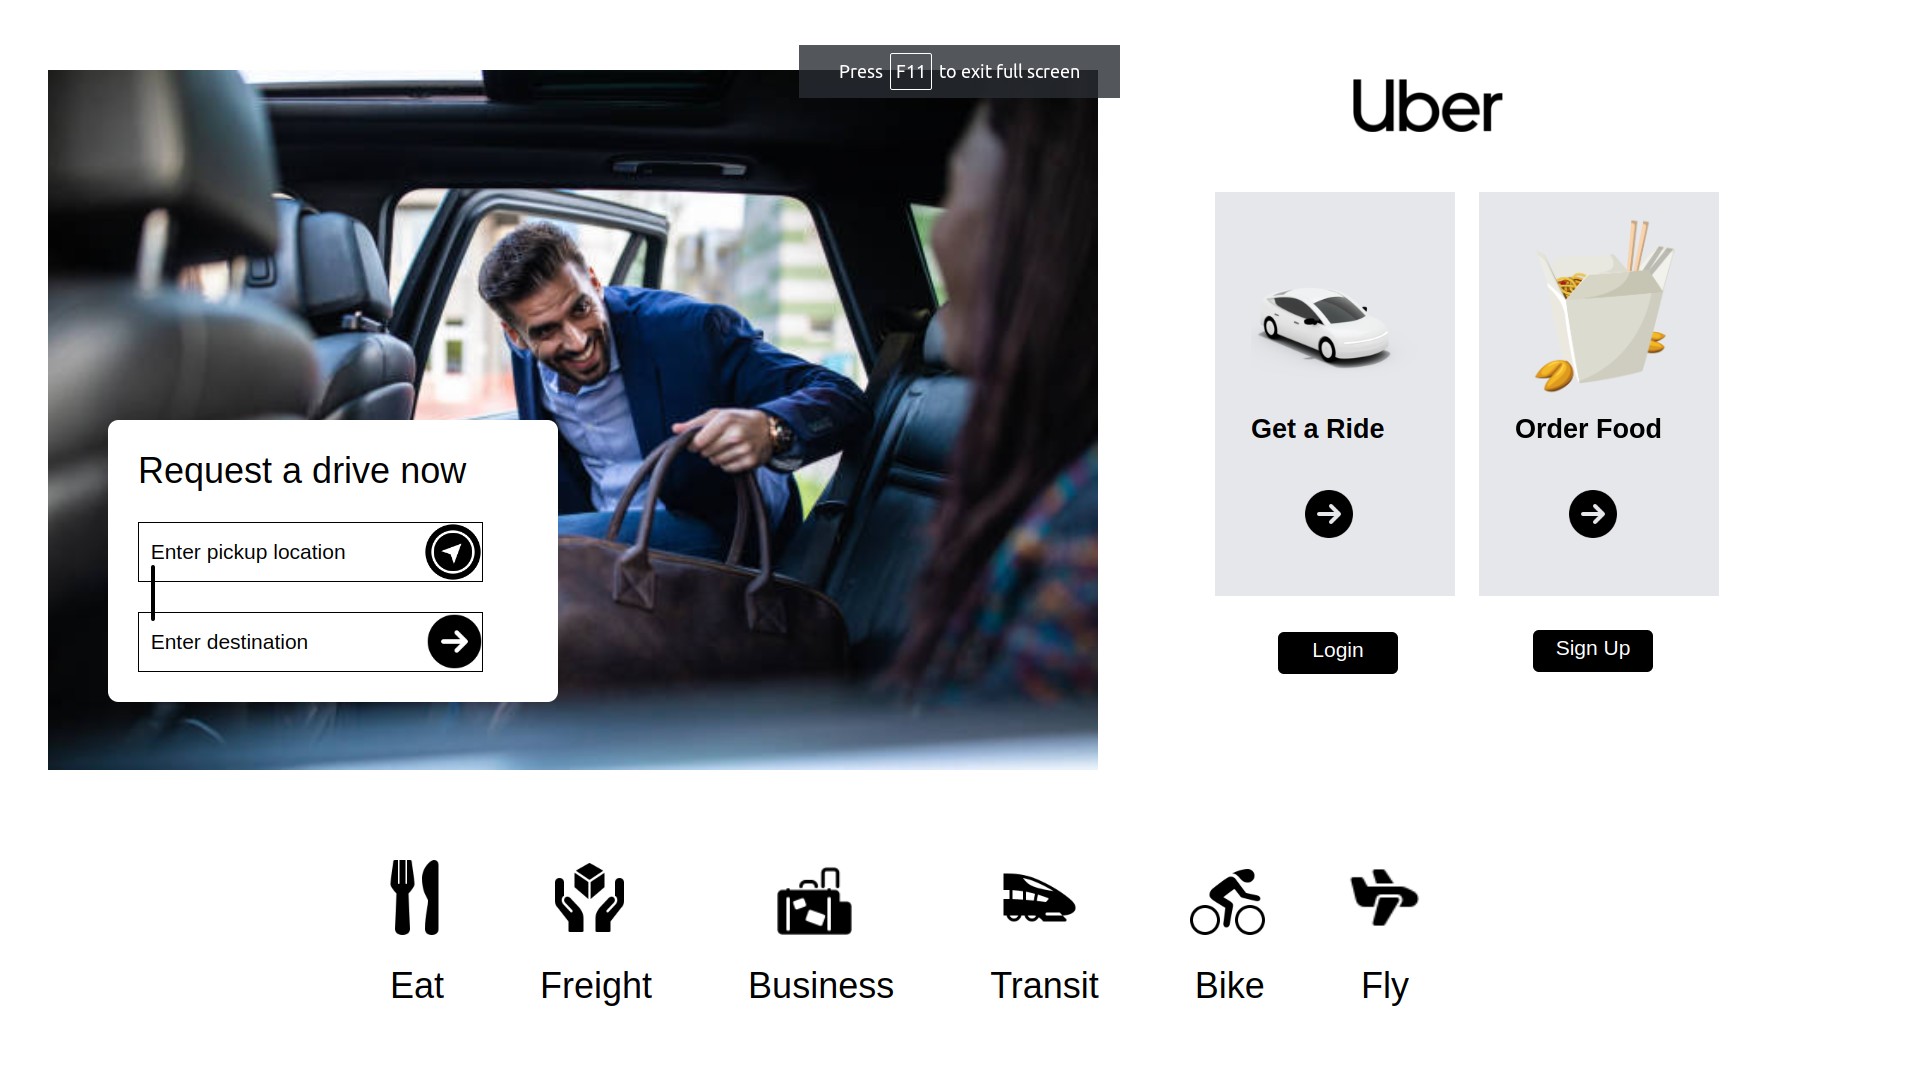 Press F11 to exit full screen
Uber
Request a drive now
Enter pickup location
Enter destination
Get a Ride
Order Food
Login
Sign Up
Eat
Freight
Business
Transit
Bike
Fly